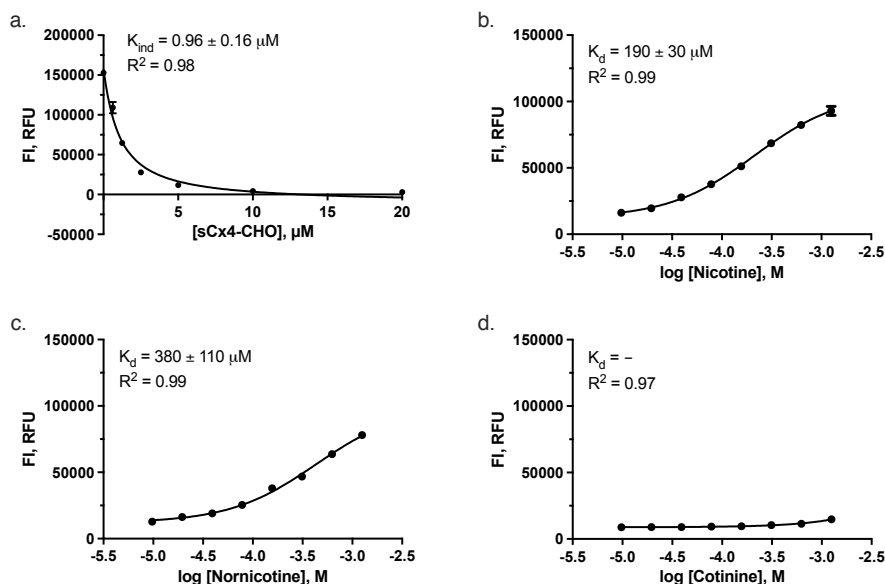 a.
K_ind = 0.96 ± 0.16 μM
R² = 0.98
FI, RFU
200000
150000
100000
50000
0
-50000
5
10
15
20
[sCx4-CHO], μM
b.
K_d = 190 ± 30 μM
R² = 0.99
FI, RFU
150000
100000
50000
0
-5.5
-5.0
-4.5
-4.0
-3.5
-3.0
-2.5
log [Nicotine], M
c.
K_d = 380 ± 110 μM
R² = 0.99
FI, RFU
150000
100000
50000
0
-5.5
-5.0
-4.5
-4.0
-3.5
-3.0
-2.5
log [Nornicotine], M
d.
K_d = –
R² = 0.97
FI, RFU
150000
100000
50000
0
-5.5
-5.0
-4.5
-4.0
-3.5
-3.0
-2.5
log [Cotinine], M